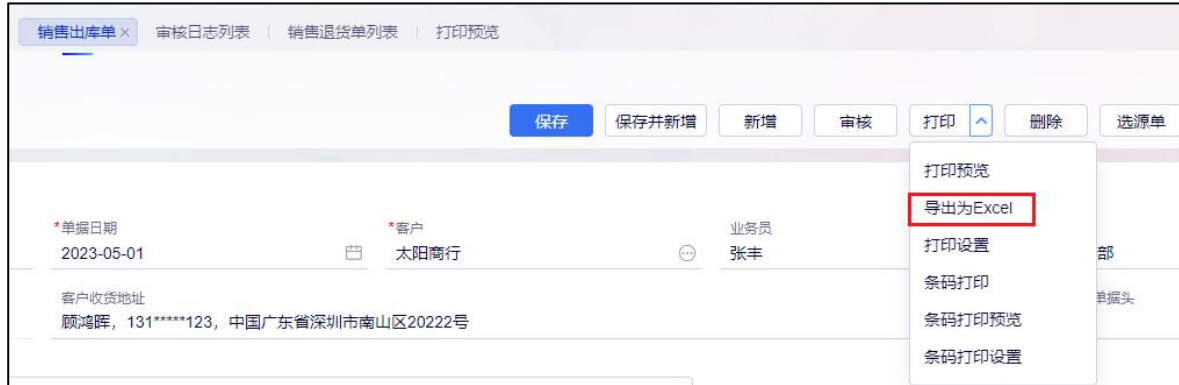 销售出库单 × 审核日志列表 销售退货单列表 打印预览
保存 保存并新增 新增 审核 打印 删除 选源单
打印预览
导出为Excel
打印设置
条码打印
条码打印预览
条码打印设置
*单据日期 *客户 业务员
2023-05-01 太阳商行 张丰 部
客户收货地址 单据头
顾鸿晖，131*****123，中国广东省深圳市南山区20222号